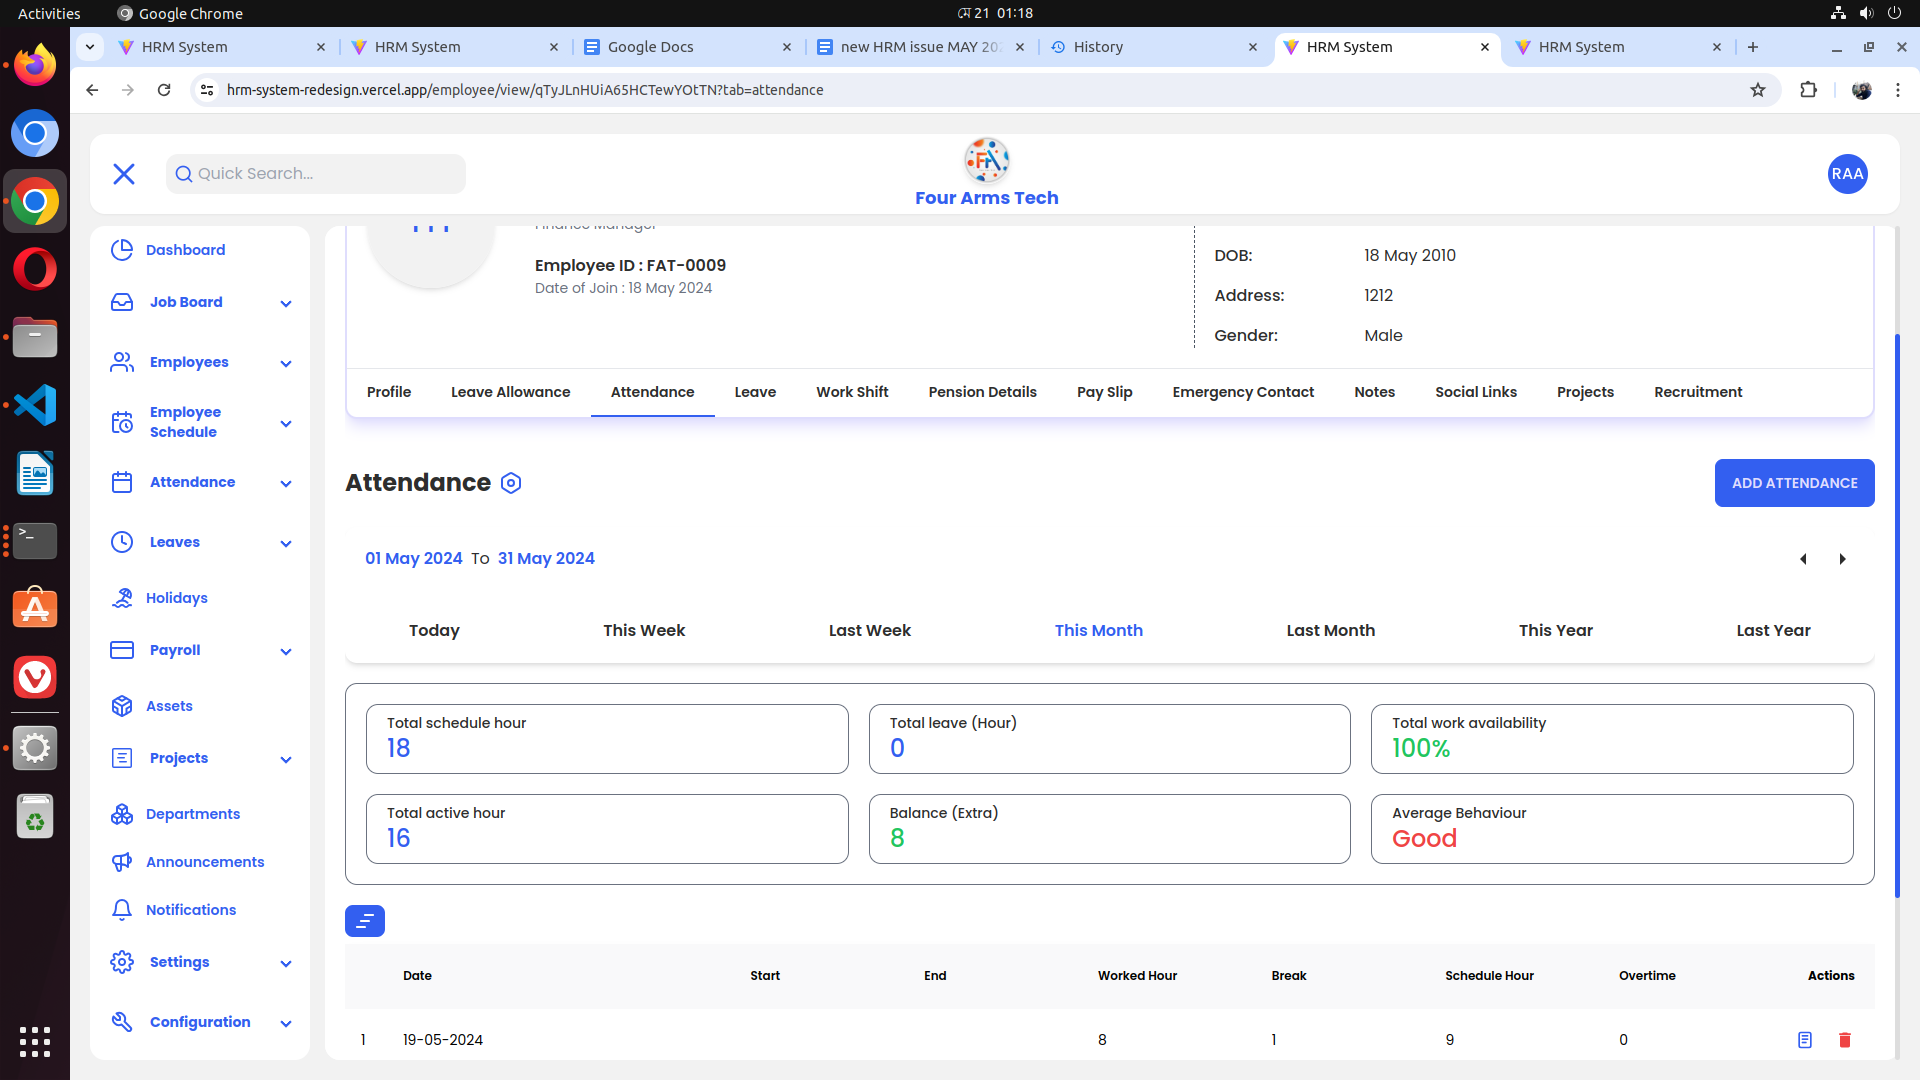 Activities
Google Chrome
মে 21 01:18
HRM System
HRM System
Google Docs
new HRM issue MAY 202
History
HRM System
HRM System
hrm-system-redesign.vercel.app/employee/view/qTyJLnHUiA65HCTewYOtTN?tab=attendance
Quick Search...
FA
Four Arms Tech
RAA
Dashboard
Job Board
Employees
Employee
Schedule
Attendance
Leaves
Holidays
Payroll
Assets
Projects
Departments
Announcements
Notifications
Settings
Configuration
Finance Manager
Employee ID : FAT-0009
Date of Join : 18 May 2024
DOB: 18 May 2010
Address: 1212
Gender: Male
Profile Leave Allowance Attendance Leave Work Shift Pension Details Pay Slip Emergency Contact Notes Social Links Projects Recruitment
Attendance
ADD ATTENDANCE
01 May 2024 To 31 May 2024
Today This Week Last Week This Month Last Month This Year Last Year
Total schedule hour
18
Total leave (Hour)
0
Total work availability
100%
Total active hour
16
Balance (Extra)
8
Average Behaviour
Good
Date Start End Worked Hour Break Schedule Hour Overtime Actions
1 19-05-2024 8 1 9 0